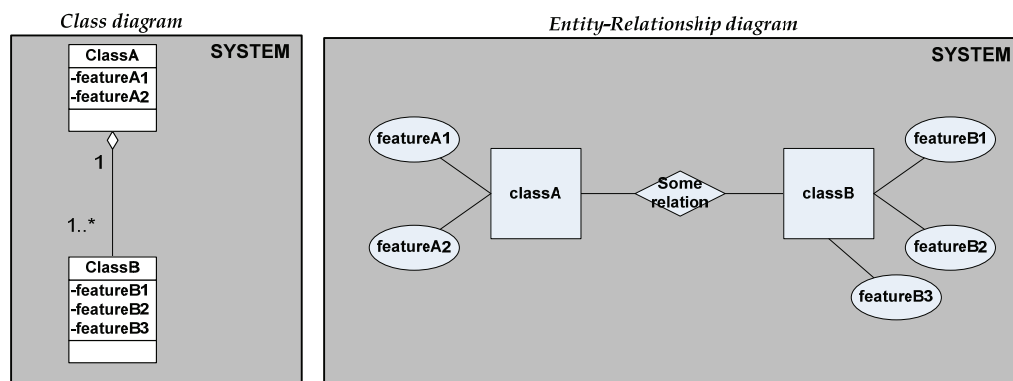 Class diagram
SYSTEM
ClassA
-featureA1
-featureA2
1
1..*
ClassB
-featureB1
-featureB2
-featureB3
Entity-Relationship diagram
SYSTEM
featureA1
featureA2
classA
Some
relation
classB
featureB1
featureB2
featureB3